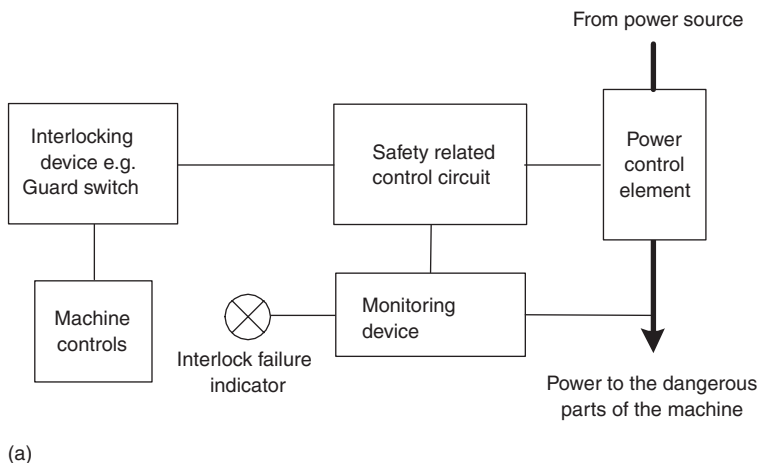 From power source
Interlocking
device e.g.
Guard switch
Safety related
control circuit
Power
control
element
Machine
controls
Monitoring
device
Interlock failure
indicator
Power to the dangerous
parts of the machine
(a)